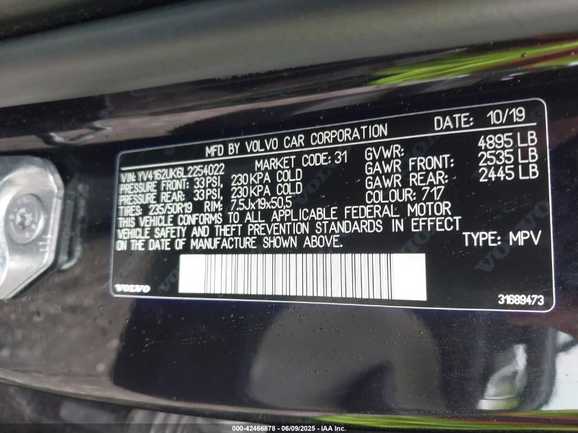 MFD BY VOLVO CAR CORPORATION DATE: 10/19
VIN: YV4162UK6L2254022 MARKET CODE: 31 GVWR: 4895 LB
PRESSURE FRONT: 33 PSI, 230 KPA COLD GAWR FRONT: 2535 LB
PRESSURE REAR: 33 PSI, 230 KPA COLD GAWR REAR: 2445 LB
TIRES: 235/50R19 RIM: 7,5Jx19x50,5 COLOUR: 717
THIS VEHICLE CONFORMS TO ALL APPLICABLE FEDERAL MOTOR
VEHICLE SAFETY AND THEFT PREVENTION STANDARDS IN EFFECT
ON THE DATE OF MANUFACTURE SHOWN ABOVE. TYPE: MPV
VOLVO
31689473
000-42466878 - 06/09/2025 - IAAI.COM